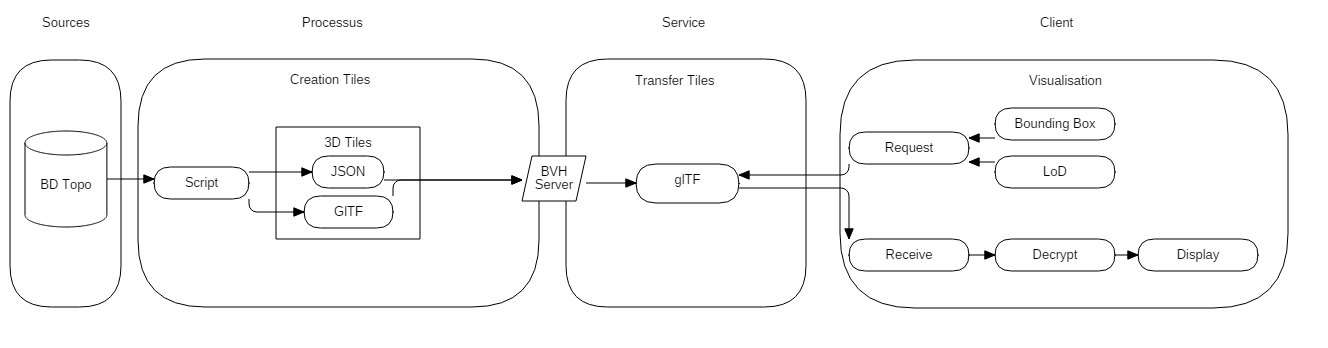 Sources
Processus
Service
Client
Creation Tiles
Transfer Tiles
Visualisation
BD Topo
Script
3D Tiles
JSON
GITF
BVH
Server
glTF
Request
Bounding Box
LoD
Receive
Decrypt
Display